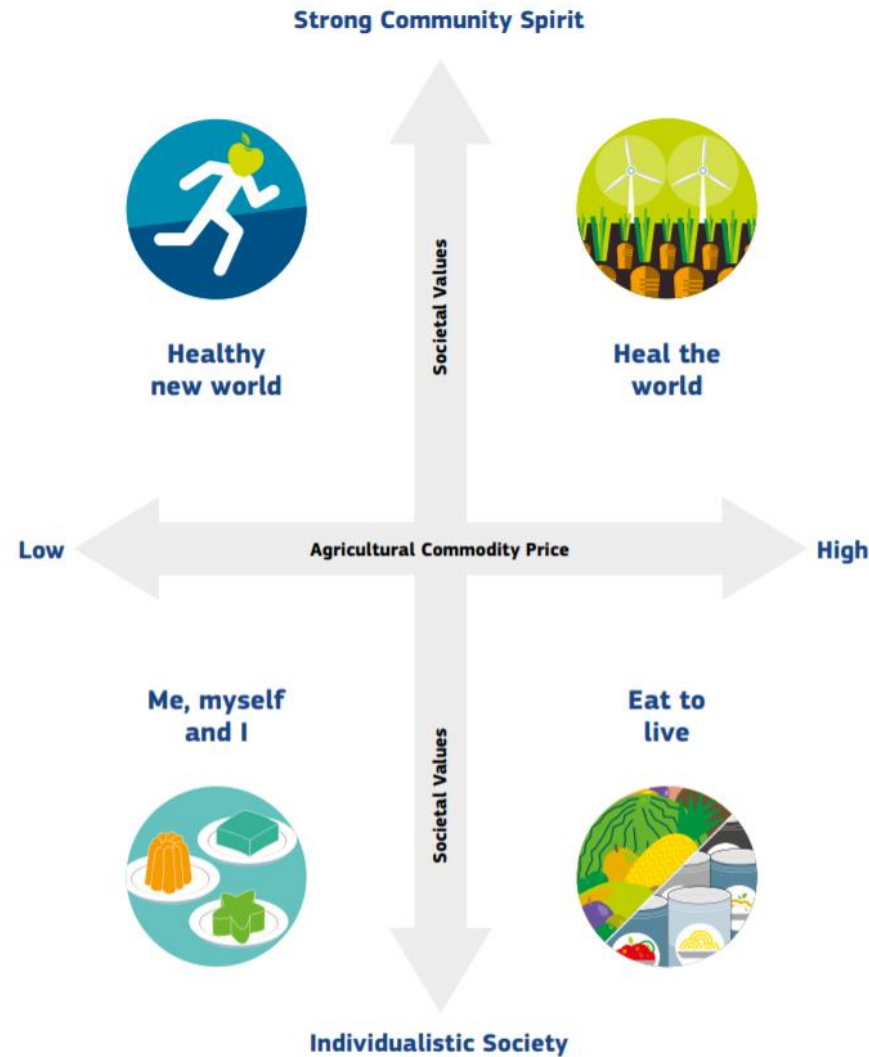 Strong Community Spirit
Societal Values
Healthy
new world
Heal the
world
Low
Agricultural Commodity Price
High
Me, myself
and I
Eat to
live
Societal Values
Individualistic Society